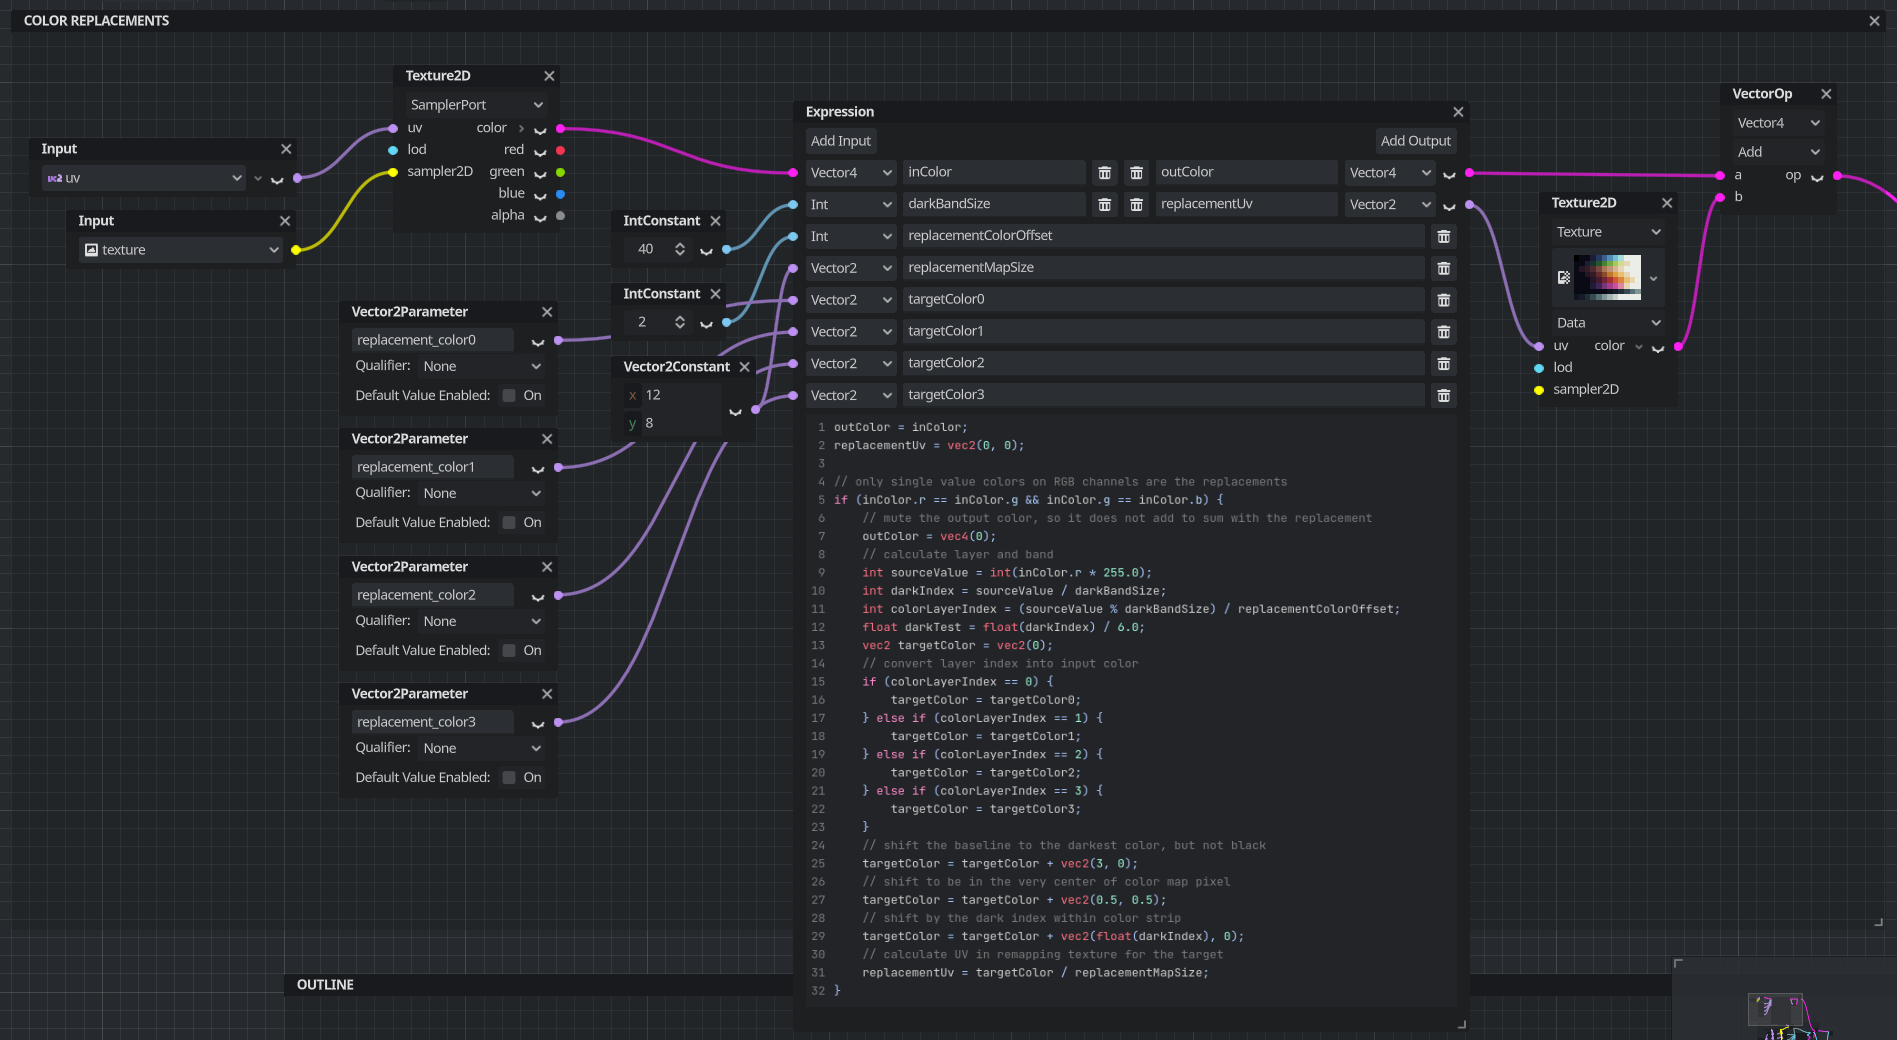 COLOR REPLACEMENTS
Texture2D
SamplerPort
uv color
lod red
sampler2D green
blue
alpha
Input
uv
Input
texture
IntConstant
40
IntConstant
2
Vector2Constant
x 12
y 8
Vector2Parameter
replacement_color0
Qualifier: None
Default Value Enabled: On
Vector2Parameter
replacement_color1
Qualifier: None
Default Value Enabled: On
Vector2Parameter
replacement_color2
Qualifier: None
Default Value Enabled: On
Vector2Parameter
replacement_color3
Qualifier: None
Default Value Enabled: On
Expression
Add Input Add Output
Vector4 inColor outColor Vector4
Int darkBandSize replacementUv Vector2
Int replacementColorOffset
Vector2 replacementMapSize
Vector2 targetColor0
Vector2 targetColor1
Vector2 targetColor2
Vector2 targetColor3
1 outColor = inColor;
2 replacementUv = vec2(0, 0);
3
4 // only single value colors on RGB channels are the replacements
5 if (inColor.r == inColor.g && inColor.g == inColor.b) {
6 // mute the output color, so it does not add to sum with the replacement
7 outColor = vec4(0);
8 // calculate layer and band
9 int sourceValue = int(inColor.r * 255.0);
10 int darkIndex = sourceValue / darkBandSize;
11 int colorLayerIndex = (sourceValue % darkBandSize) / replacementColorOffset;
12 float darkTest = float(darkIndex) / 6.0;
13 vec2 targetColor = vec2(0);
14 // convert layer index into input color
15 if (colorLayerIndex == 0) {
16 targetColor = targetColor0;
17 } else if (colorLayerIndex == 1) {
18 targetColor = targetColor1;
19 } else if (colorLayerIndex == 2) {
20 targetColor = targetColor2;
21 } else if (colorLayerIndex == 3) {
22 targetColor = targetColor3;
23 }
24 // shift the baseline to the darkest color, but not black
25 targetColor = targetColor + vec2(3, 0);
26 // shift to be in the very center of color map pixel
27 targetColor = targetColor + vec2(0.5, 0.5);
28 // shift by the dark index within color strip
29 targetColor = targetColor + vec2(float(darkIndex), 0);
30 // calculate UV in remapping texture for the target
31 replacementUv = targetColor / replacementMapSize;
32 }
Texture2D
Texture
Data
uv color
lod
sampler2D
VectorOp
Vector4
Add
a op
b
OUTLINE